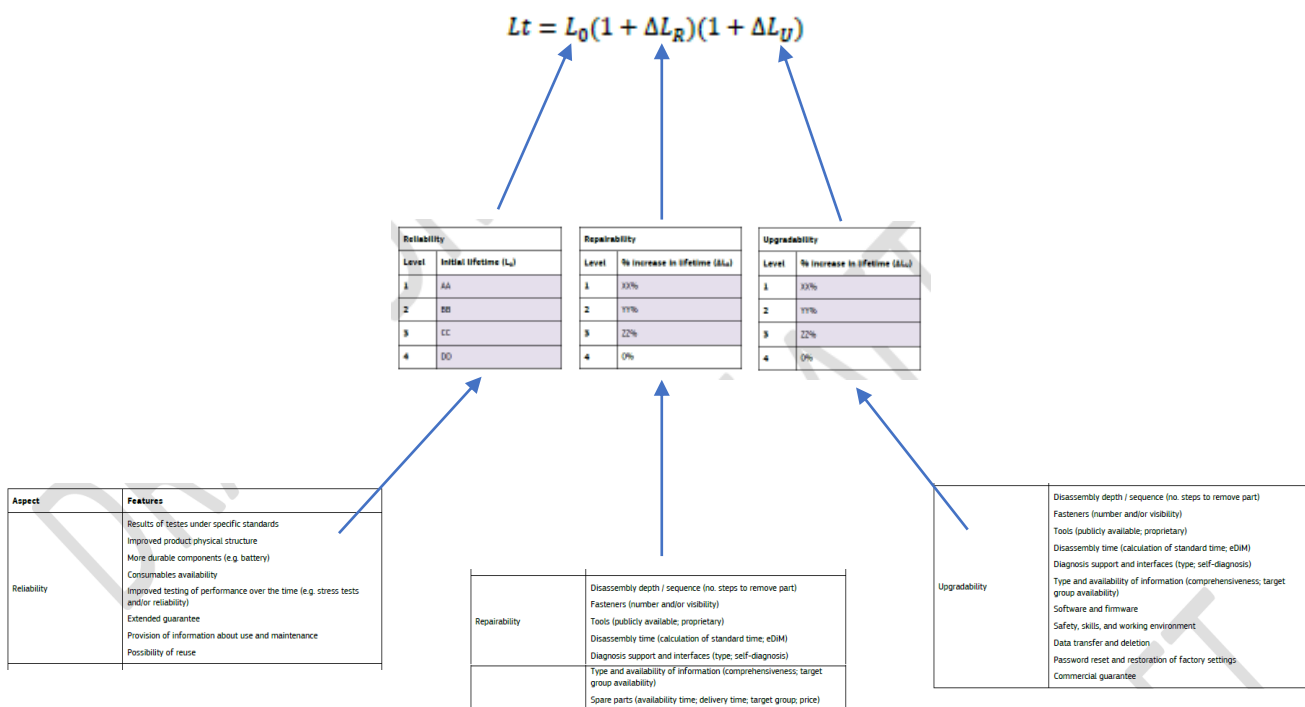 Lt = L₀(1 + ΔL_R)(1 + ΔL_U)
Reliability
Level Initial lifetime (L₀)
1 AA
2 BB
3 CC
4 DD
Repairability
Level % increase in lifetime (ΔL_R)
1 XX%
2 YY%
3 ZZ%
4 0%
Upgradability
Level % increase in lifetime (ΔL_U)
1 XX%
2 YY%
3 ZZ%
4 0%
Aspect Features
Reliability
Results of testes under specific standards
Improved product physical structure
More durable components (e.g. battery)
Consumables availability
Improved testing of performance over the time (e.g. stress tests
and/or reliability)
Extended guarantee
Provision of information about use and maintenance
Possibility of reuse
Repairability
Disassembly depth / sequence (no. steps to remove part)
Fasteners (number and/or visibility)
Tools (publicly available; proprietary)
Disassembly time (calculation of standard time; eDiM)
Diagnosis support and interfaces (type; self-diagnosis)
Type and availability of information (comprehensiveness; target
group availability)
Spare parts (availability time; delivery time; target group; price)
Upgradability
Disassembly depth / sequence (no. steps to remove part)
Fasteners (number and/or visibility)
Tools (publicly available; proprietary)
Disassembly time (calculation of standard time; eDiM)
Diagnosis support and interfaces (type; self-diagnosis)
Type and availability of information (comprehensiveness; target
group availability)
Software and firmware
Safety, skills, and working environment
Data transfer and deletion
Password reset and restoration of factory settings
Commercial guarantee